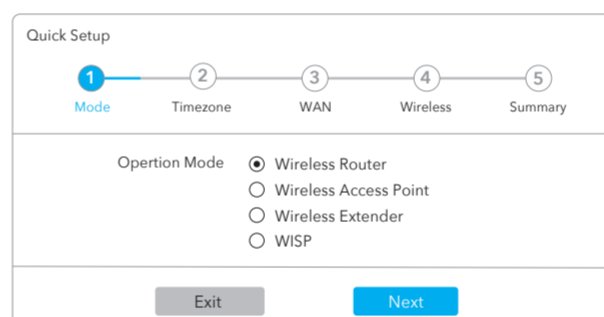 Quick Setup
1 2 3 4 5
Mode Timezone WAN Wireless Summary
Opertion Mode Wireless Router
Wireless Access Point
Wireless Extender
WISP
Exit Next